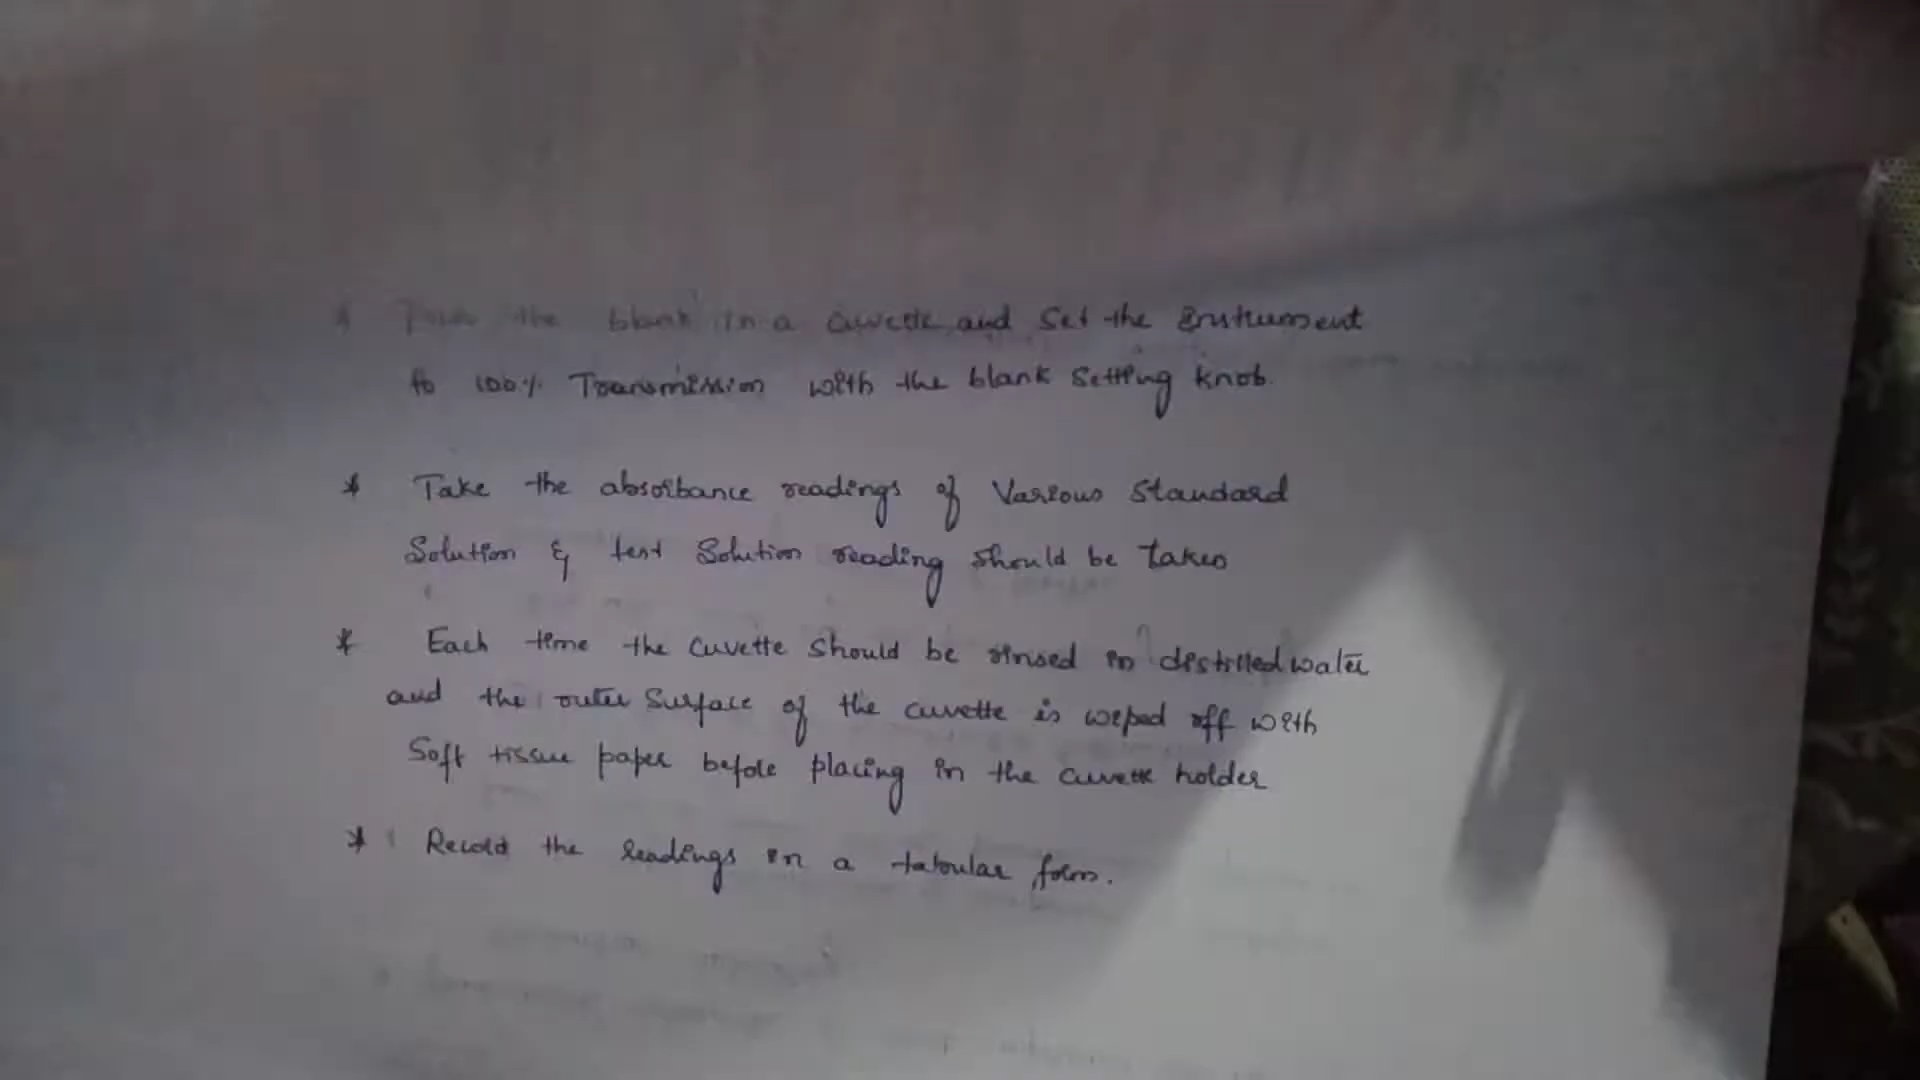 * Pour the blank in a cuvette and Set the Instrument
to 100% Transmission with the blank Setting knob.
* Take the absorbance readings of Various Standard
Solution & test Solution reading should be taken
* Each time the cuvette should be rinsed in distilled water
and the outer Surface of the cuvette is wiped off with
Soft tissue paper before placing in the cuvette holder
* Record the readings in a tabular form.